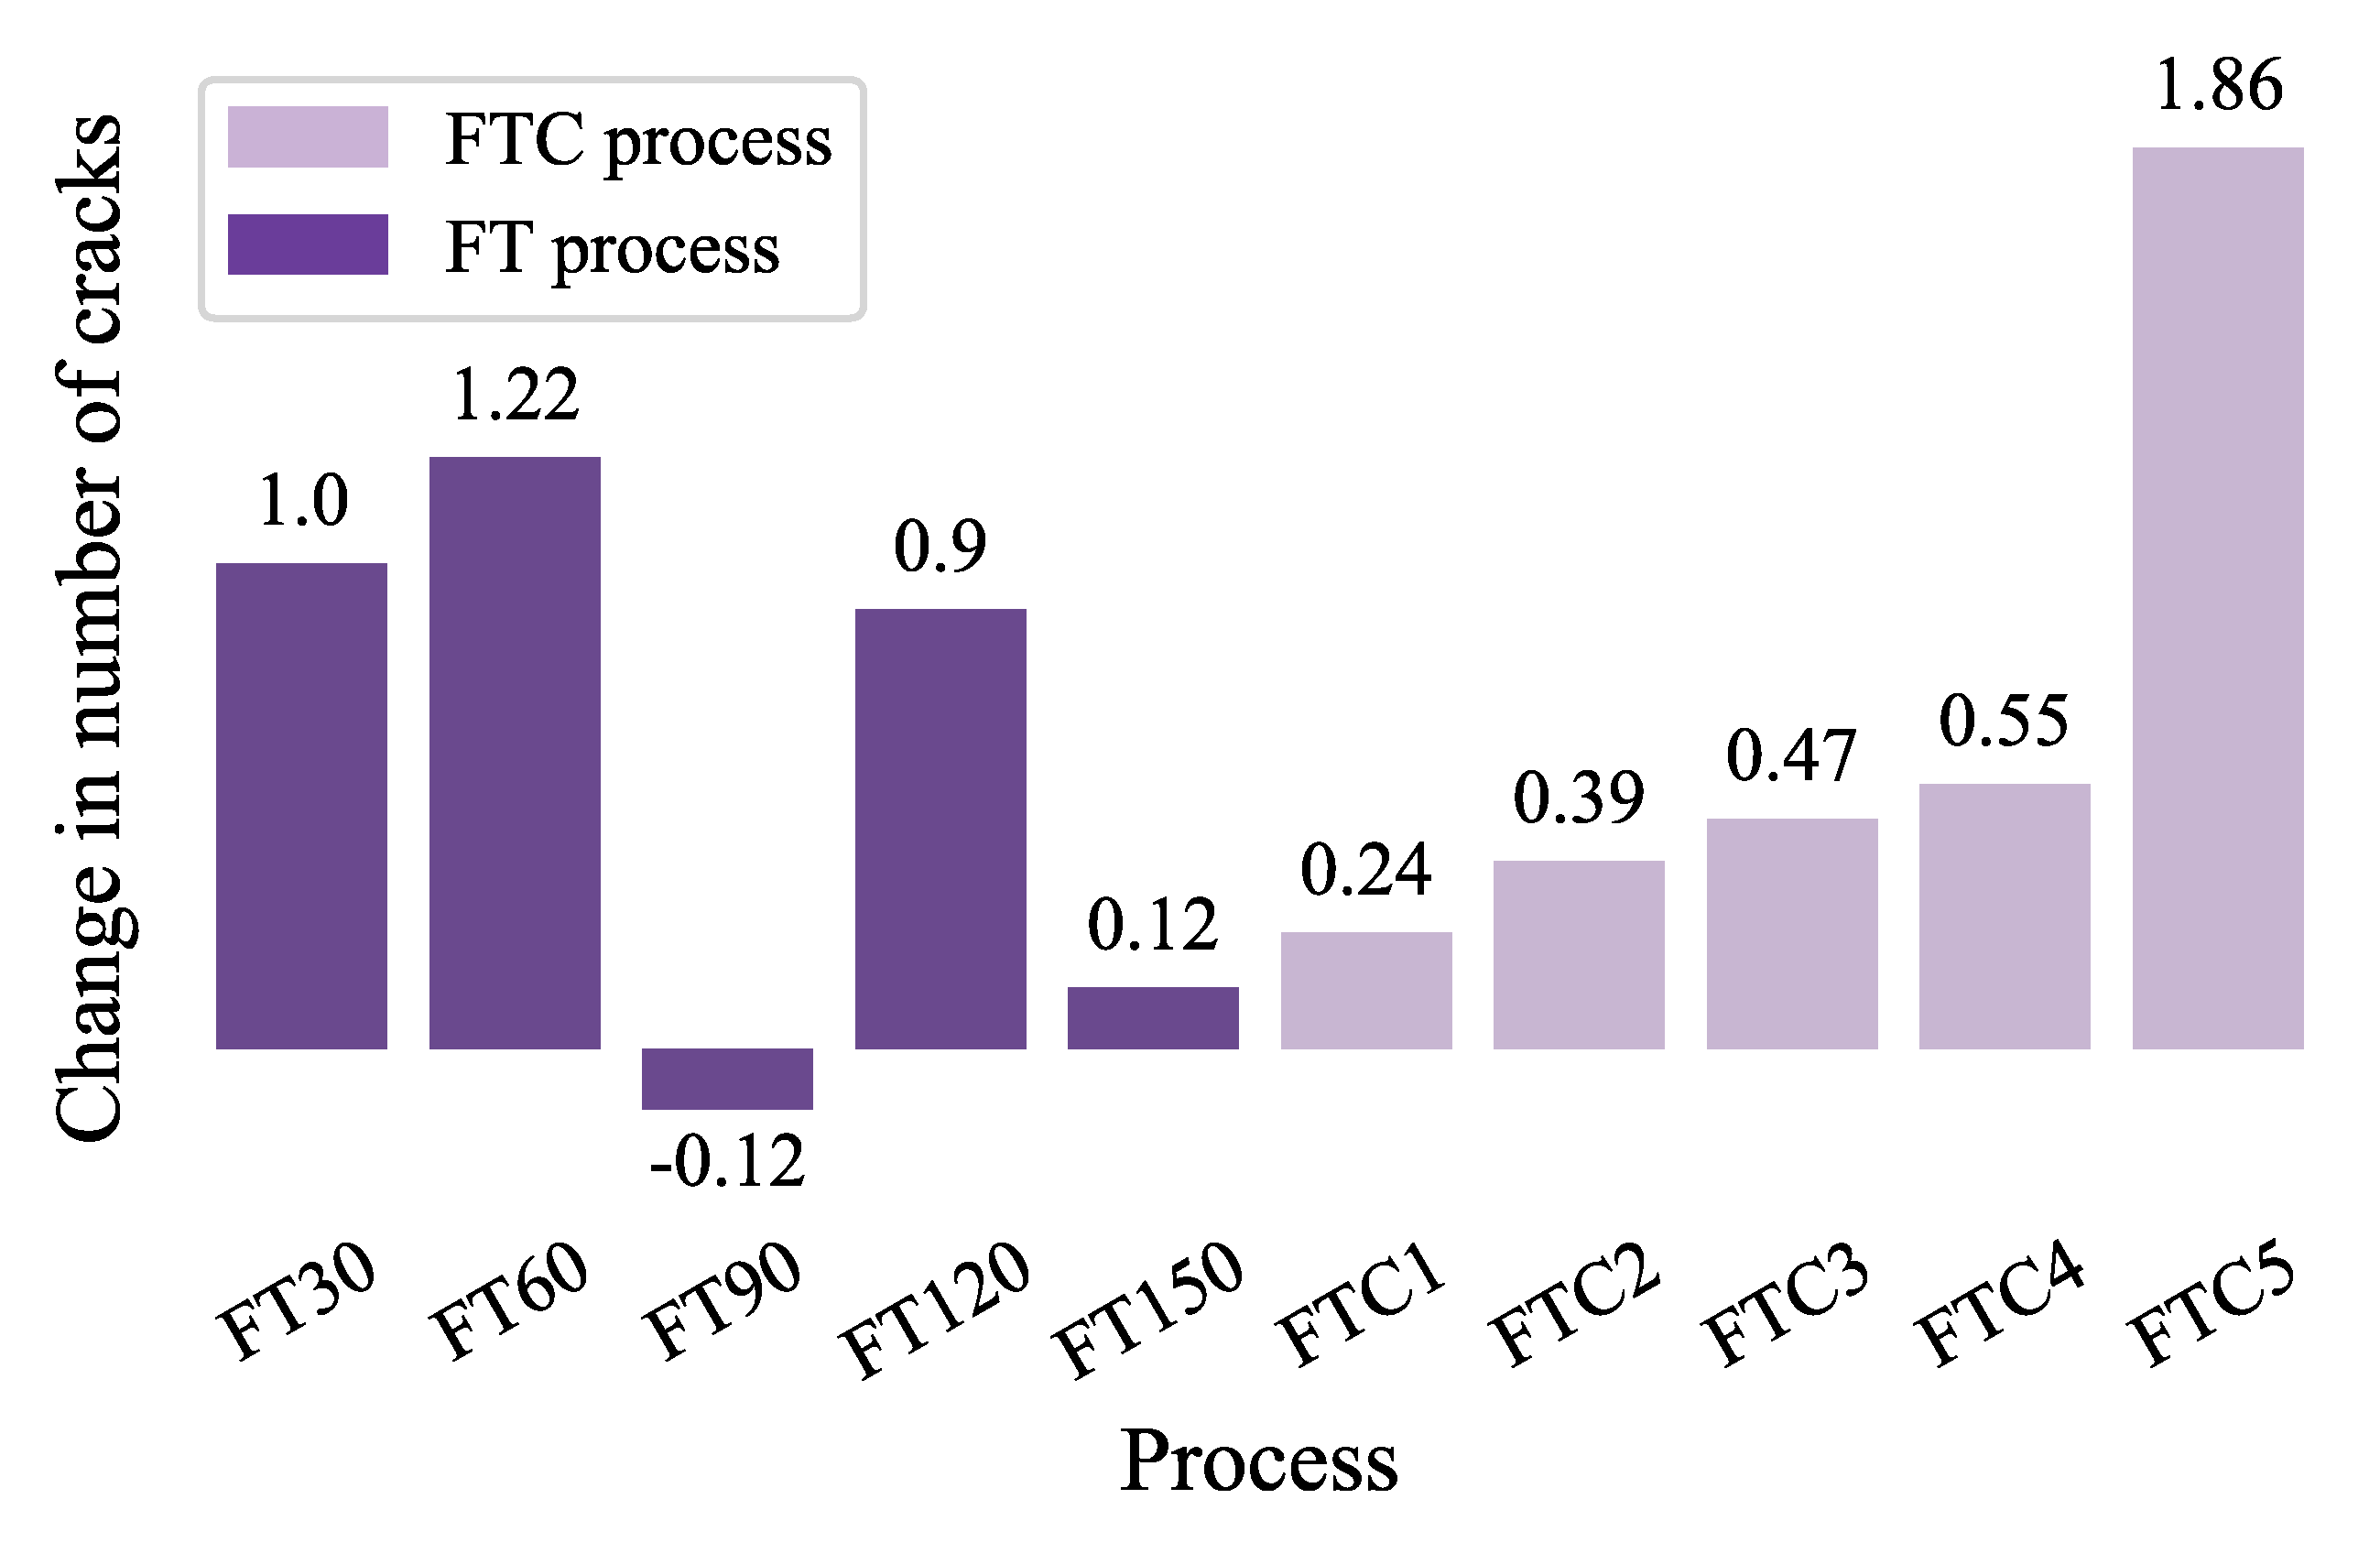 FTC process
FT process
Change in number of cracks
1.0
1.22
-0.12
0.9
0.12
0.24
0.39
0.47
0.55
1.86
FT30
FT60
FT90
FT120
FT150
FTC1
FTC2
FTC3
FTC4
FTC5
Process